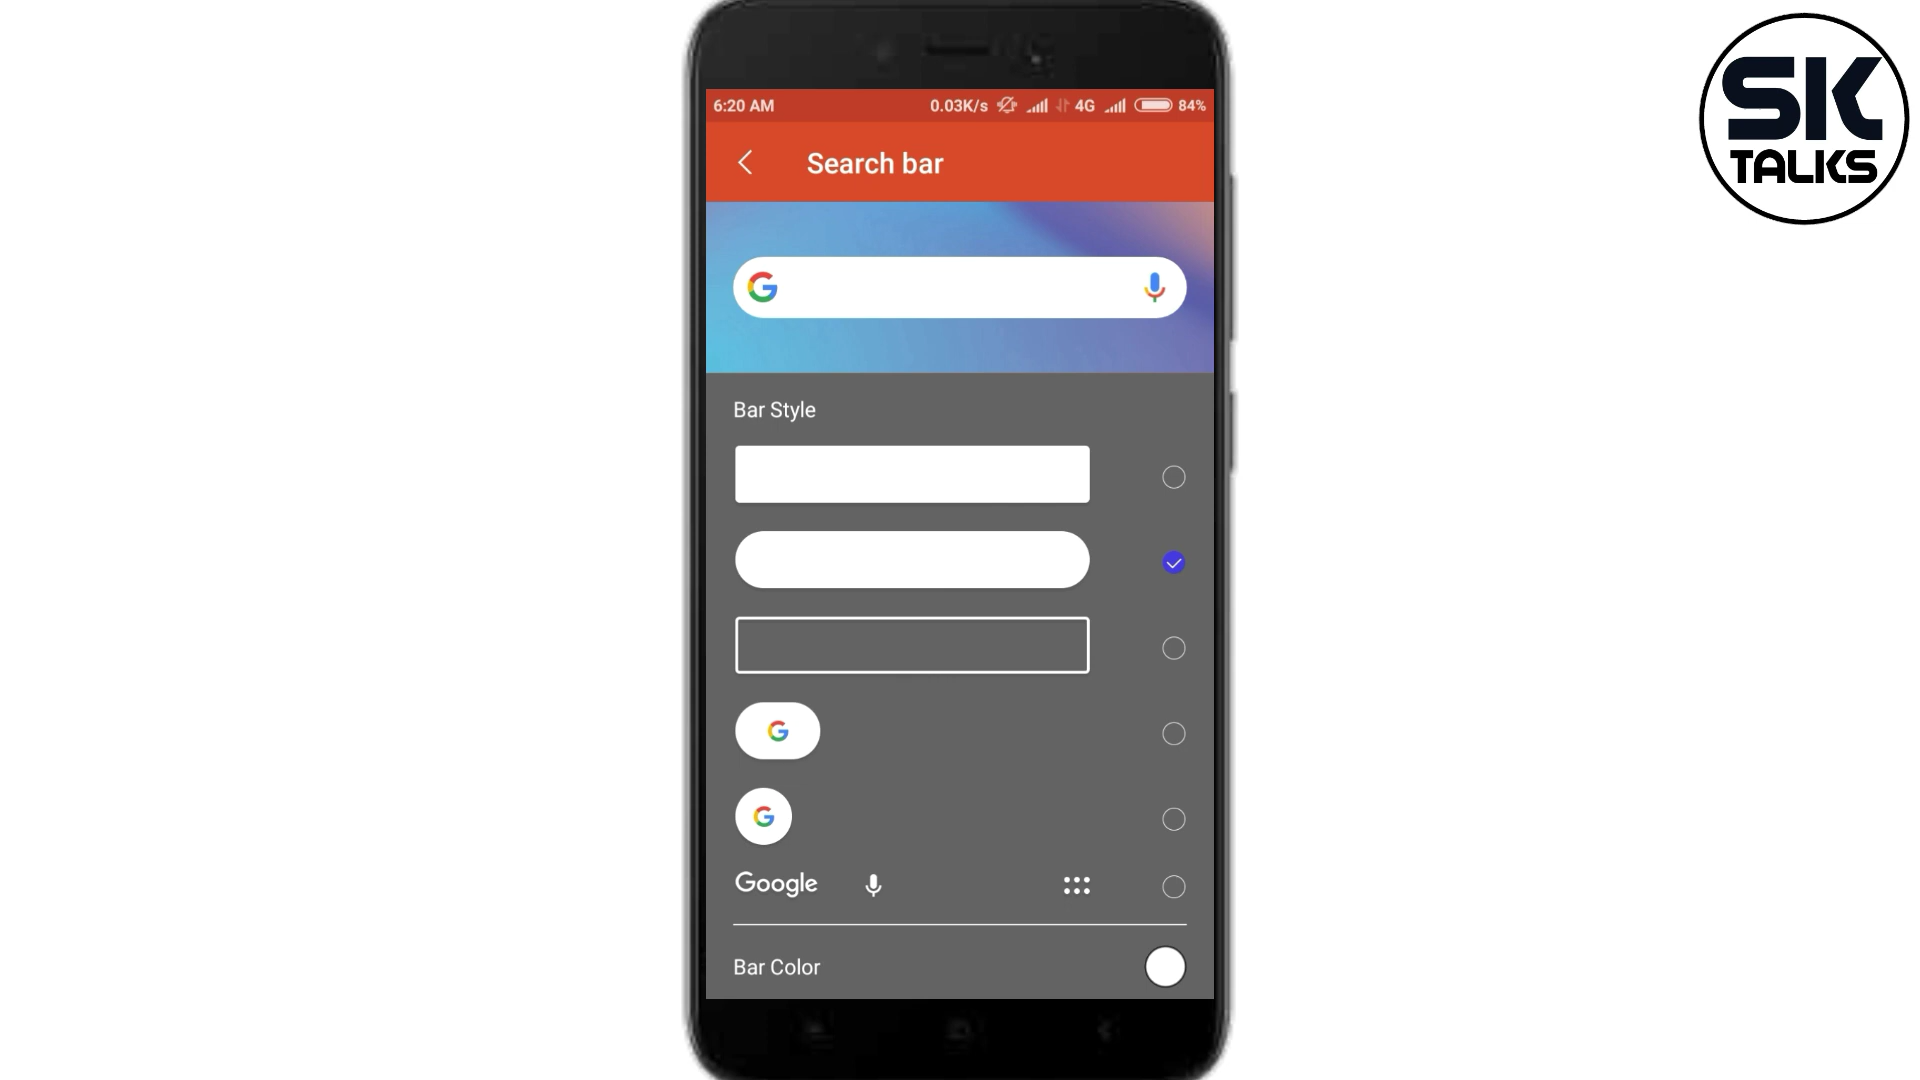 6:20 AM 0.03K/s 4G 84%
SK
TALKS
Search bar
G
Bar Style
G
G
Google
Bar Color